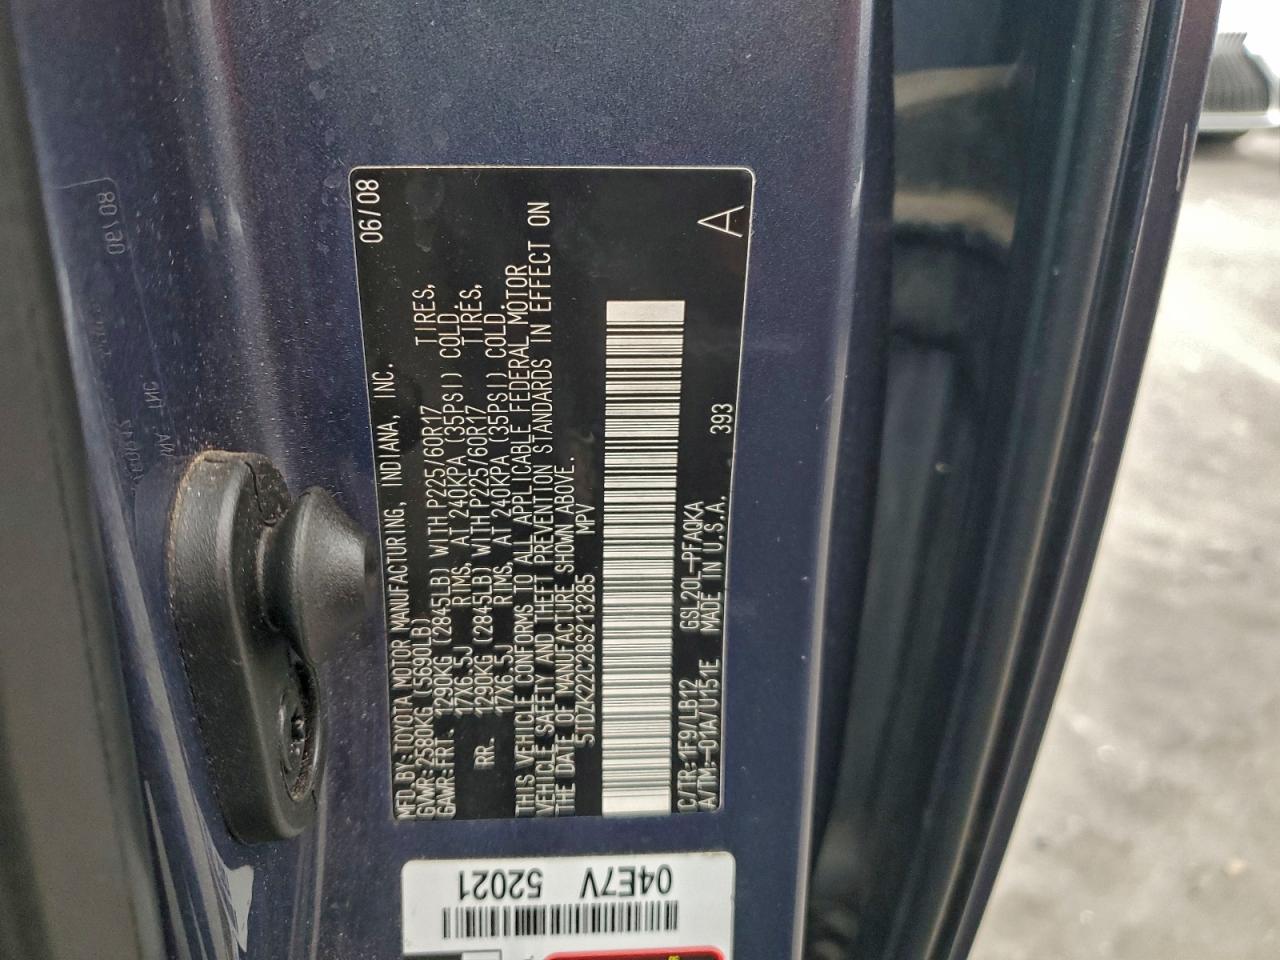 MFD.BY:TOYOTA MOTOR MANUFACTURING, INDIANA, INC. 06/08
GVWR:2580KG (5690LB)
GAWR:FRT. 1290KG (2845LB) WITH P225/60R17 TIRES,
17X6.5J RIMS, AT 240KPA (35PSI) COLD.
RR. 1290KG (2845LB) WITH P225/60R17 TIRES,
17X6.5J RIMS, AT 240KPA (35PSI) COLD.
THIS VEHICLE CONFORMS TO ALL APPLICABLE FEDERAL MOTOR
VEHICLE SAFETY AND THEFT PREVENTION STANDARDS IN EFFECT ON
THE DATE OF MANUFACTURE SHOWN ABOVE.
5TDZK22C28S213285 MPV
C/TR:1F9/LB12 GSL20L-PFAQKA
A/TM:-01A/U151E MADE IN U.S.A. 393 A
04E7V 52021